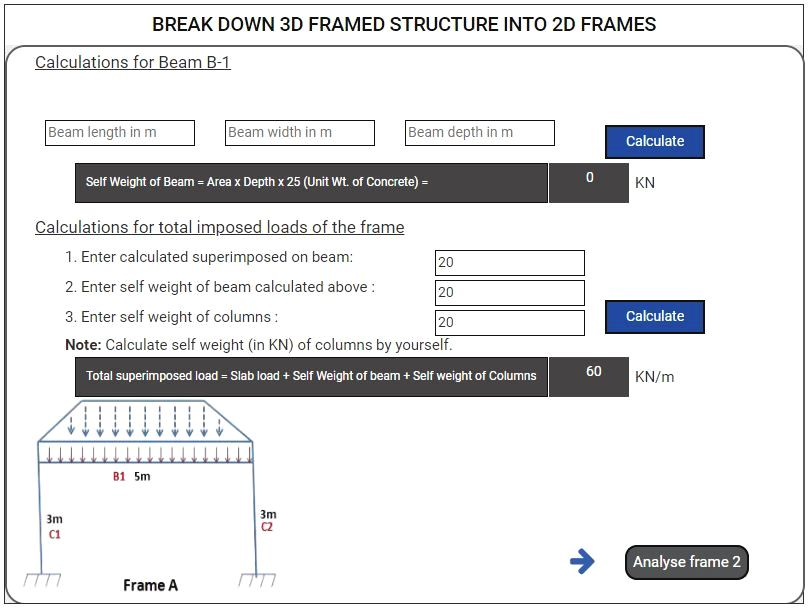 BREAK DOWN 3D FRAMED STRUCTURE INTO 2D FRAMES
Calculations for Beam B-1
Beam length in m
Beam width in m
Beam depth in m
Calculate
Self Weight of Beam = Area x Depth x 25 (Unit Wt. of Concrete) =
0
KN
Calculations for total imposed loads of the frame
1. Enter calculated superimposed on beam:
20
2. Enter self weight of beam calculated above :
20
3. Enter self weight of columns :
20
Calculate
Note: Calculate self weight (in KN) of columns by yourself.
Total superimposed load = Slab load + Self Weight of beam + Self weight of Columns
60
KN/m
B1 5m
3m
C1
3m
C2
Frame A
Analyse frame 2